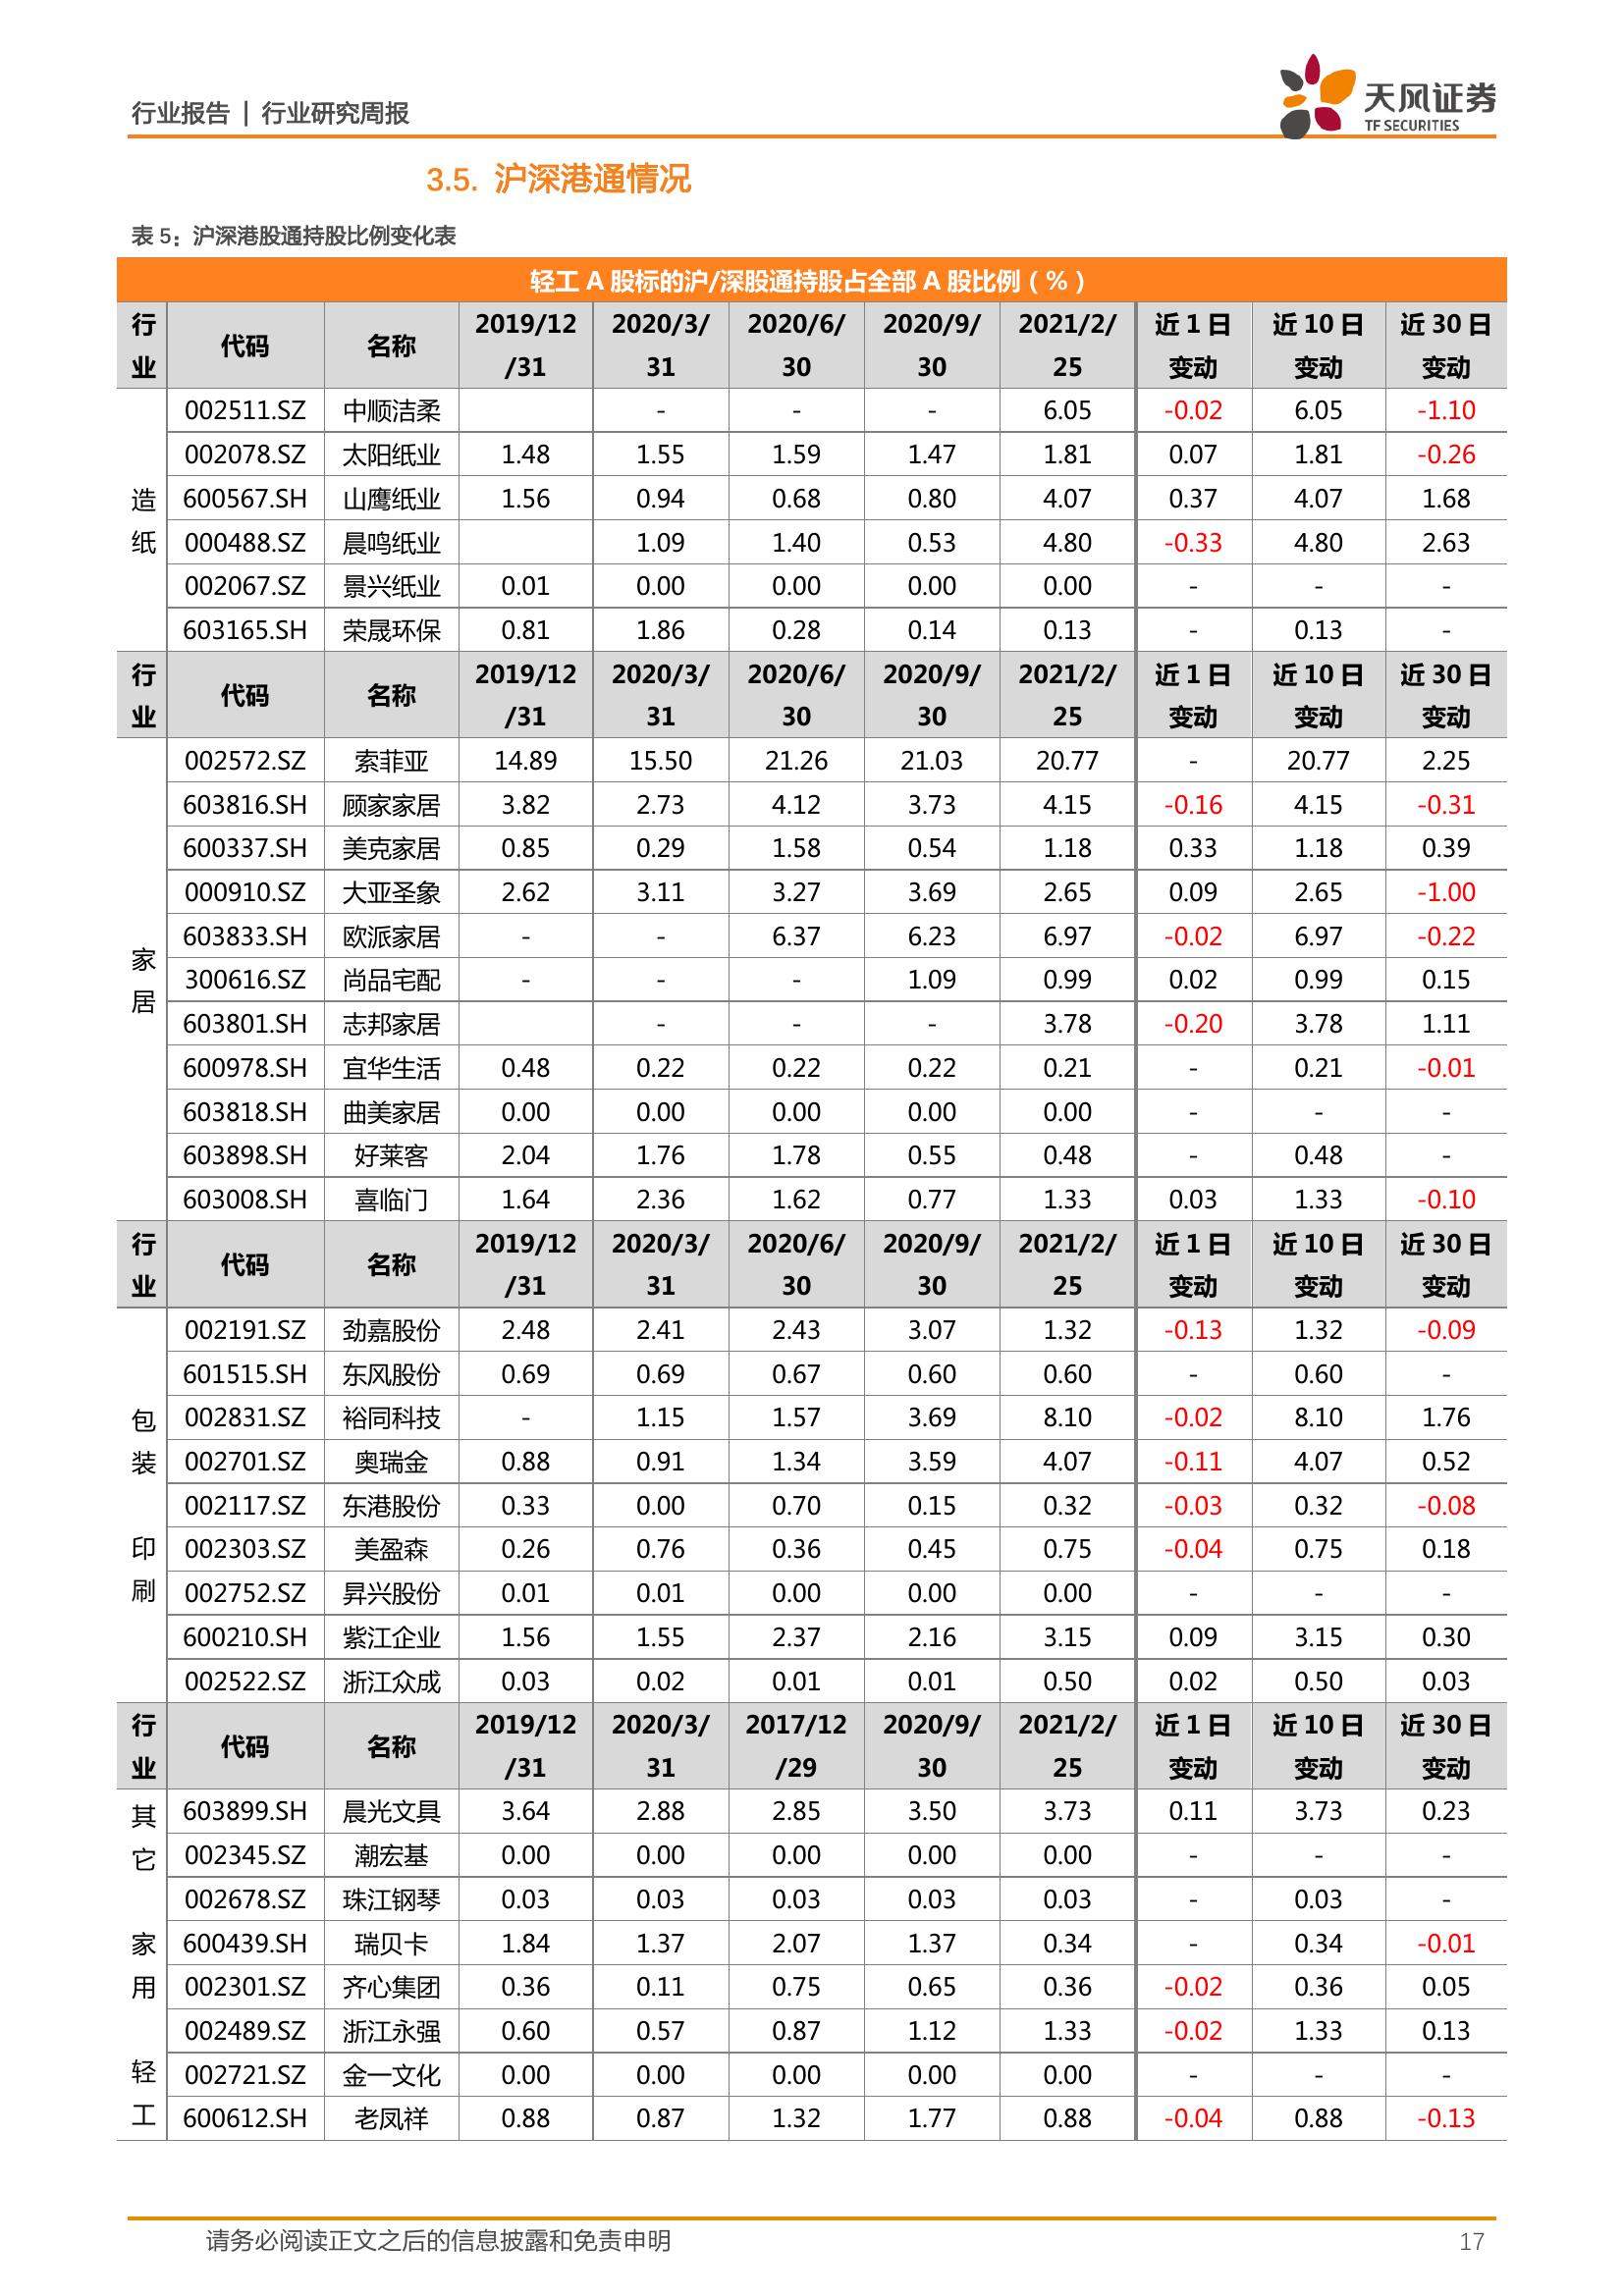 行业报告 | 行业研究周报
天风证券
TF SECURITIES
3.5. 沪深港通情况
表 5：沪深港股通持股比例变化表
轻工 A 股标的沪/深股通持股占全部 A 股比例（%）
行业 代码 名称 2019/12/31 2020/3/31 2020/6/30 2020/9/30 2021/2/25 近 1 日变动 近 10 日变动 近 30 日变动
造纸
002511.SZ 中顺洁柔 - - - 6.05 -0.02 6.05 -1.10
002078.SZ 太阳纸业 1.48 1.55 1.59 1.47 1.81 0.07 1.81 -0.26
600567.SH 山鹰纸业 1.56 0.94 0.68 0.80 4.07 0.37 4.07 1.68
000488.SZ 晨鸣纸业 1.09 1.40 0.53 4.80 -0.33 4.80 2.63
002067.SZ 景兴纸业 0.01 0.00 0.00 0.00 0.00 - - -
603165.SH 荣晟环保 0.81 1.86 0.28 0.14 0.13 - 0.13 -
行业 代码 名称 2019/12/31 2020/3/31 2020/6/30 2020/9/30 2021/2/25 近 1 日变动 近 10 日变动 近 30 日变动
家居
002572.SZ 索菲亚 14.89 15.50 21.26 21.03 20.77 - 20.77 2.25
603816.SH 顾家家居 3.82 2.73 4.12 3.73 4.15 -0.16 4.15 -0.31
600337.SH 美克家居 0.85 0.29 1.58 0.54 1.18 0.33 1.18 0.39
000910.SZ 大亚圣象 2.62 3.11 3.27 3.69 2.65 0.09 2.65 -1.00
603833.SH 欧派家居 - - 6.37 6.23 6.97 -0.02 6.97 -0.22
300616.SZ 尚品宅配 - - - 1.09 0.99 0.02 0.99 0.15
603801.SH 志邦家居 - - - 3.78 -0.20 3.78 1.11
600978.SH 宜华生活 0.48 0.22 0.22 0.22 0.21 - 0.21 -0.01
603818.SH 曲美家居 0.00 0.00 0.00 0.00 0.00 - - -
603898.SH 好莱客 2.04 1.76 1.78 0.55 0.48 - 0.48 -
603008.SH 喜临门 1.64 2.36 1.62 0.77 1.33 0.03 1.33 -0.10
行业 代码 名称 2019/12/31 2020/3/31 2020/6/30 2020/9/30 2021/2/25 近 1 日变动 近 10 日变动 近 30 日变动
包装 印刷
002191.SZ 劲嘉股份 2.48 2.41 2.43 3.07 1.32 -0.13 1.32 -0.09
601515.SH 东风股份 0.69 0.69 0.67 0.60 0.60 - 0.60 -
002831.SZ 裕同科技 - 1.15 1.57 3.69 8.10 -0.02 8.10 1.76
002701.SZ 奥瑞金 0.88 0.91 1.34 3.59 4.07 -0.11 4.07 0.52
002117.SZ 东港股份 0.33 0.00 0.70 0.15 0.32 -0.03 0.32 -0.08
002303.SZ 美盈森 0.26 0.76 0.36 0.45 0.75 -0.04 0.75 0.18
002752.SZ 昇兴股份 0.01 0.01 0.00 0.00 0.00 - - -
600210.SH 紫江企业 1.56 1.55 2.37 2.16 3.15 0.09 3.15 0.30
002522.SZ 浙江众成 0.03 0.02 0.01 0.01 0.50 0.02 0.50 0.03
行业 代码 名称 2019/12/31 2020/3/31 2017/12/29 2020/9/30 2021/2/25 近 1 日变动 近 10 日变动 近 30 日变动
其它 家用 轻工
603899.SH 晨光文具 3.64 2.88 2.85 3.50 3.73 0.11 3.73 0.23
002345.SZ 潮宏基 0.00 0.00 0.00 0.00 0.00 - - -
002678.SZ 珠江钢琴 0.03 0.03 0.03 0.03 0.03 - 0.03 -
600439.SH 瑞贝卡 1.84 1.37 2.07 1.37 0.34 - 0.34 -0.01
002301.SZ 齐心集团 0.36 0.11 0.75 0.65 0.36 -0.02 0.36 0.05
002489.SZ 浙江永强 0.60 0.57 0.87 1.12 1.33 -0.02 1.33 0.13
002721.SZ 金一文化 0.00 0.00 0.00 0.00 0.00 - - -
600612.SH 老凤祥 0.88 0.87 1.32 1.77 0.88 -0.04 0.88 -0.13
请务必阅读正文之后的信息披露和免责申明
17